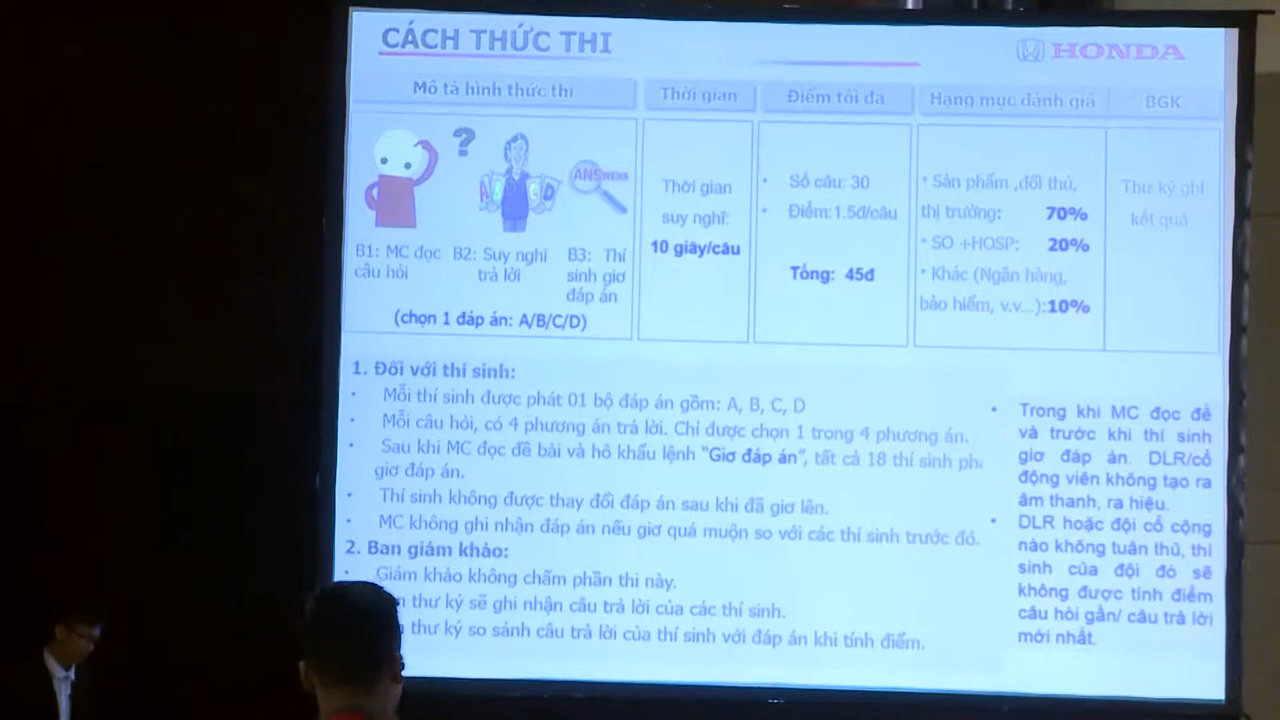 CÁCH THỨC THI
HONDA
Mô tả hình thức thi
Thời gian
Điểm tối đa
Hạng mục đánh giá
BGK
?
ANSWERS
A
D
B1: MC đọc
câu hỏi
B2: Suy nghĩ
trả lời
B3: Thí
sinh giơ
đáp án
(chọn 1 đáp án: A/B/C/D)
Thời gian
suy nghĩ:
10 giây/câu
• Số câu: 30
• Điểm:1.5đ/câu
Tổng: 45đ
• Sản phẩm ,đối thủ,
thị trường: 70%
• SO +HOSP: 20%
• Khác (Ngân hàng,
bảo hiểm, v.v...):10%
Thư ký ghi
kết quả
1. Đối với thí sinh:
• Mỗi thí sinh được phát 01 bộ đáp án gồm: A, B, C, D
• Mỗi câu hỏi, có 4 phương án trả lời. Chỉ được chọn 1 trong 4 phương án.
• Sau khi MC đọc đề bài và hô khẩu lệnh "Giơ đáp án", tất cả 18 thí sinh
giơ đáp án.
• Thí sinh không được thay đổi đáp án sau khi đã giơ lên.
• MC không ghi nhận đáp án nếu giơ quá muộn so với các thí sinh trước đó.
2. Ban giám khảo:
• Giám khảo không chấm phần thi này.
thư ký sẽ ghi nhận câu trả lời của các thí sinh.
thư ký so sánh câu trả lời của thí sinh với đáp án khi tính điểm.
• Trong khi MC đọc đề
và trước khi thí sinh
giơ đáp án. DLR/cổ
động viên không tạo ra
âm thanh, ra hiệu.
• DLR hoặc đội cổ cộng
nào không tuân thủ, thí
sinh của đội đó sẽ
không được tính điểm
câu hỏi gần/ câu trả lời
mới nhất.